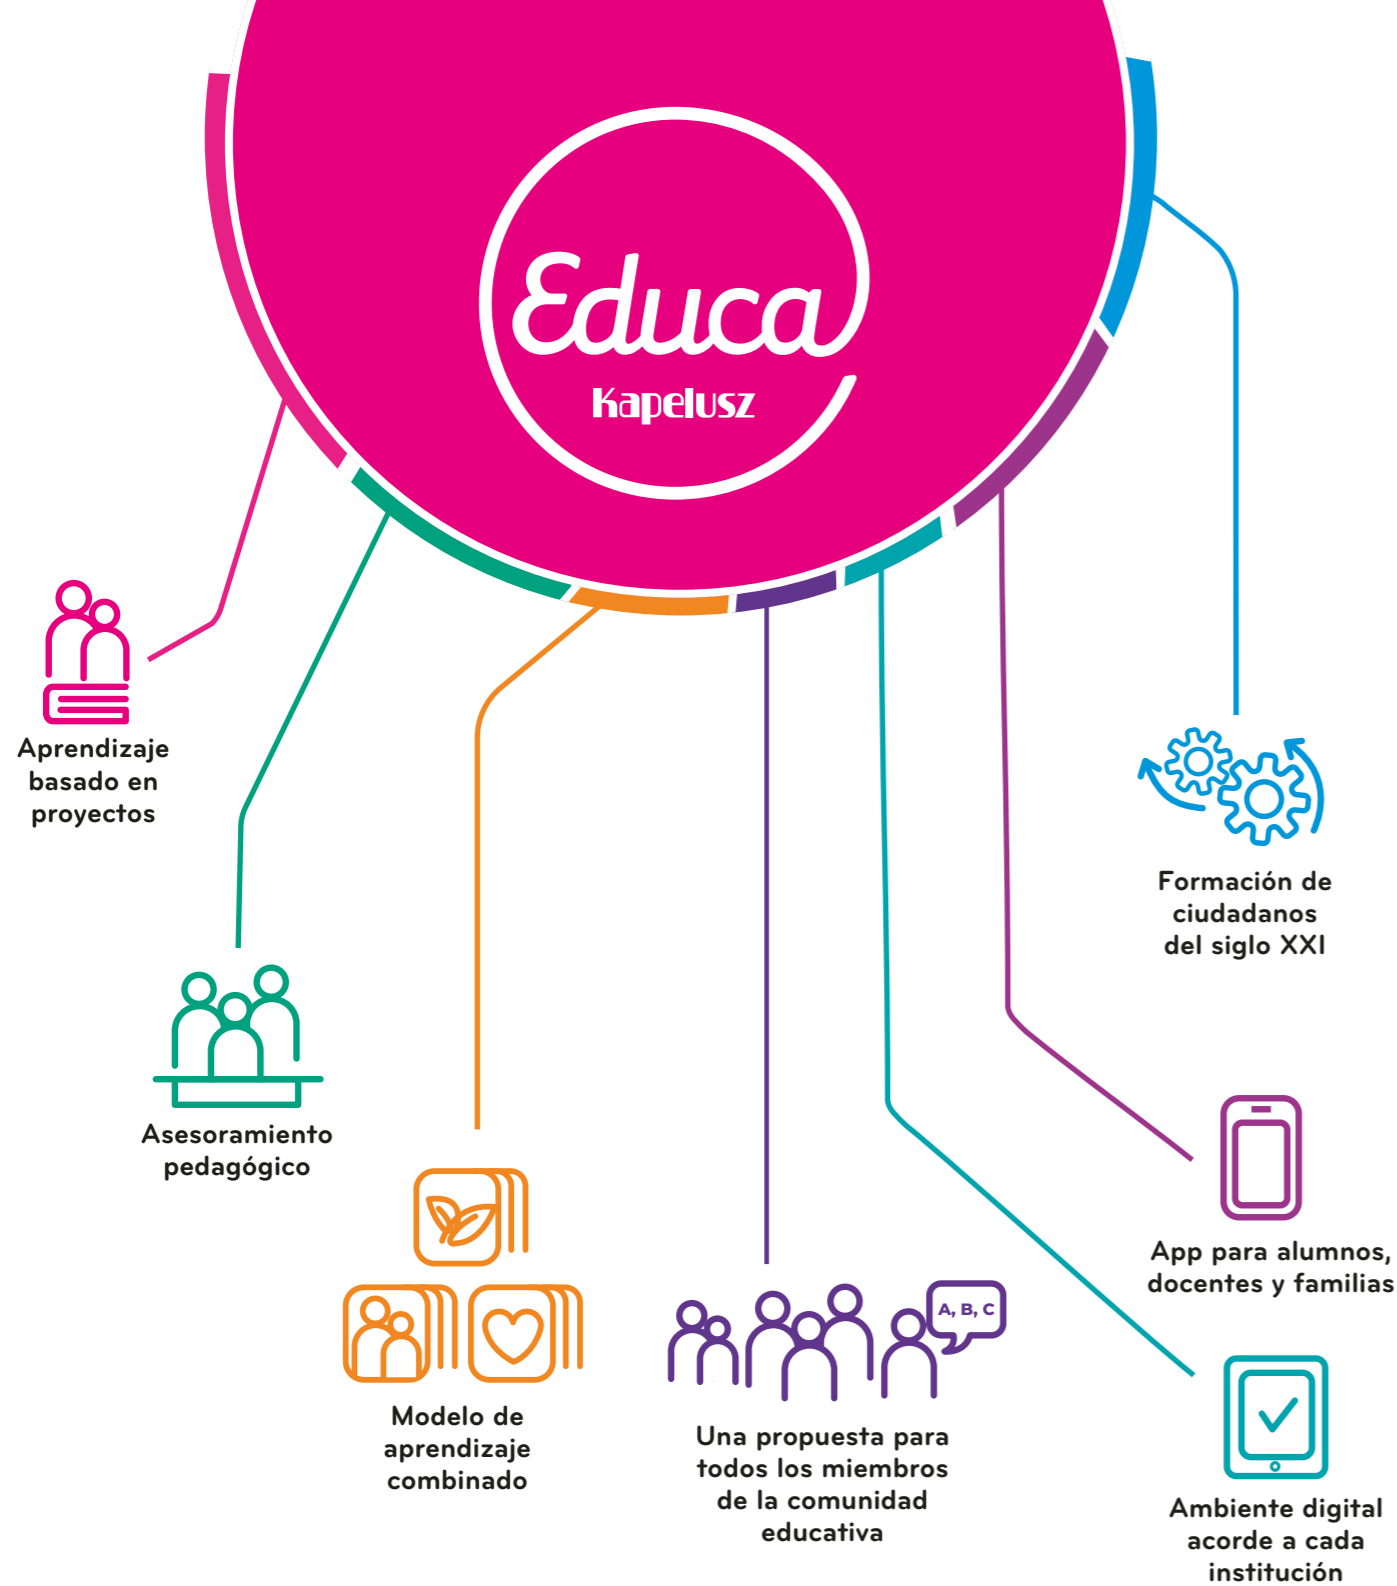 Educa
Kapelusz
Aprendizaje
basado en
proyectos
Asesoramiento
pedagógico
Modelo de
aprendizaje
combinado
A, B, C
Una propuesta para
todos los miembros
de la comunidad
educativa
Ambiente digital
acorde a cada
institución
App para alumnos,
docentes y familias
Formación de
ciudadanos
del siglo XXI